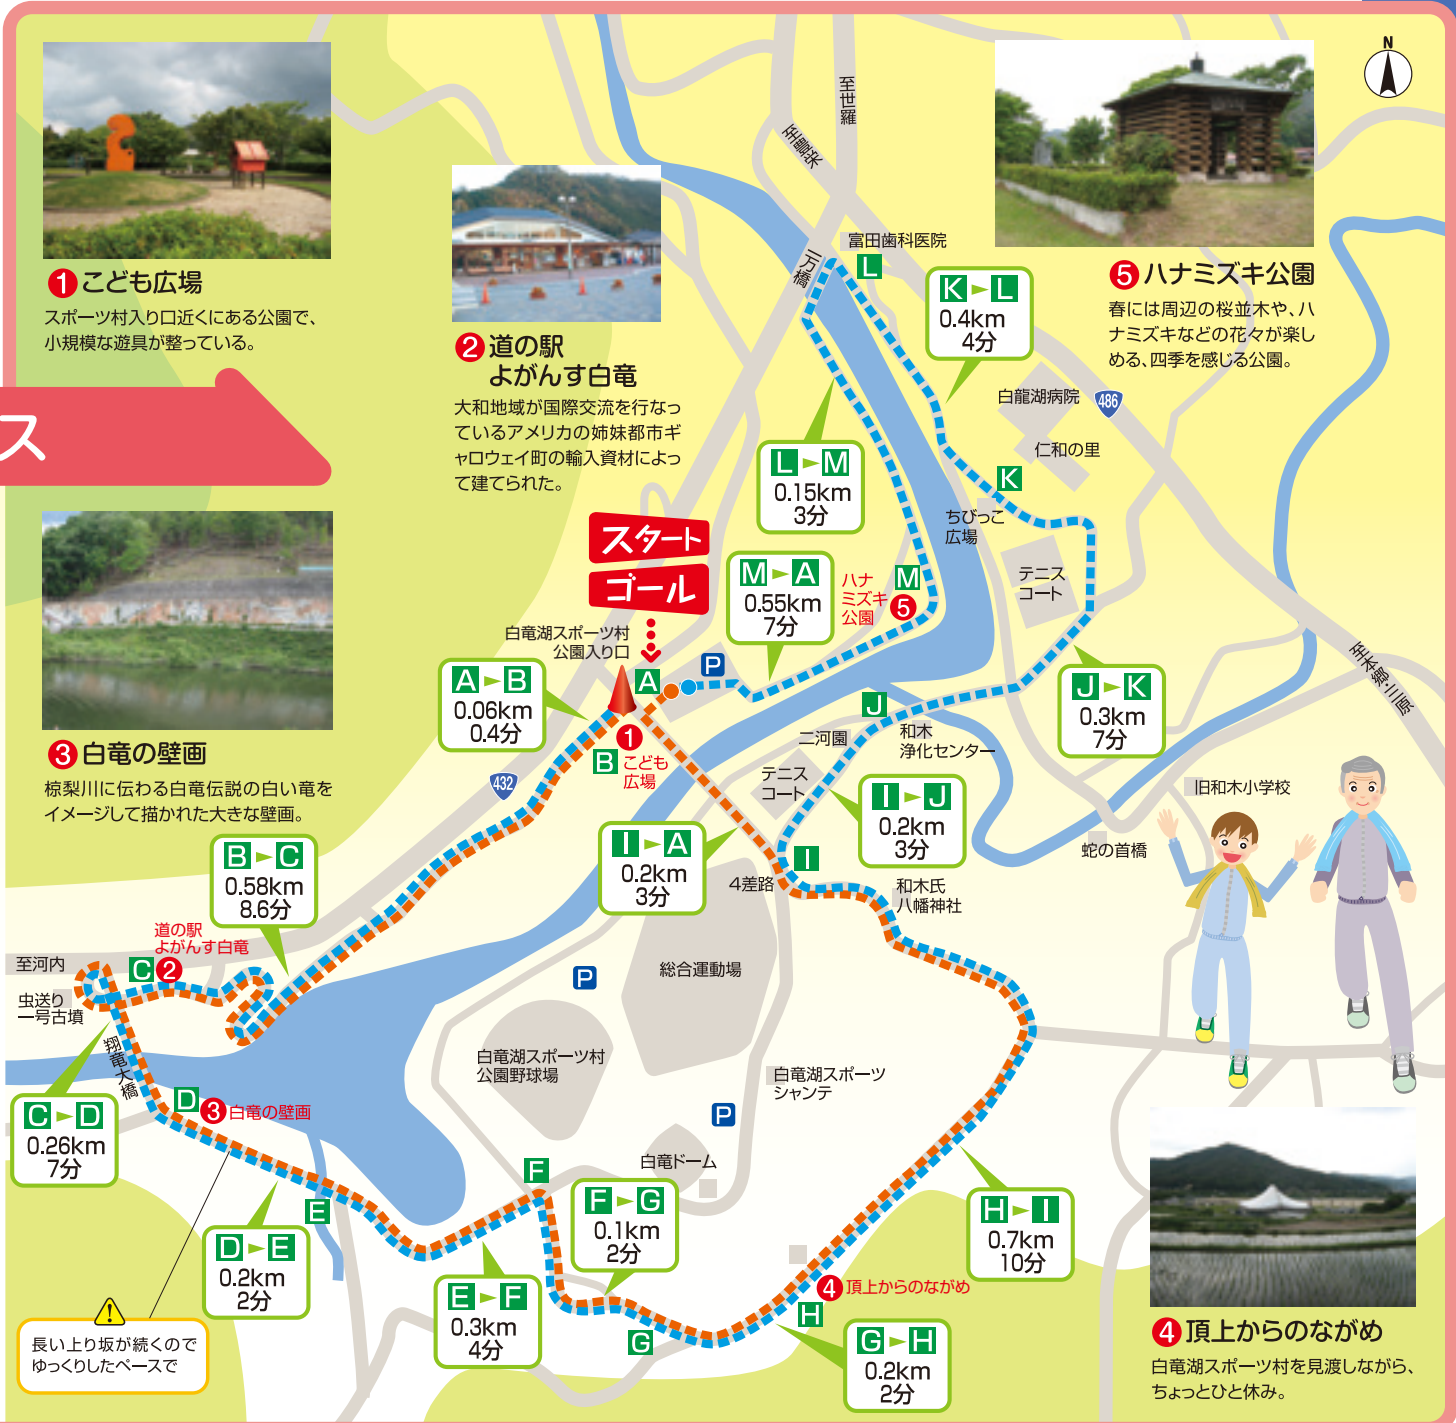 N
至世羅
至豊栄
富田歯科医院
二万橋
L
❶こども広場
スポーツ村入り口近くにある公園で、
小規模な遊具が整っている。
❷道の駅
よがんす白竜
大和地域が国際交流を行なっ
ているアメリカの姉妹都市ギ
ャロウェイ町の輸入資材によっ
て建てられた。
❺ハナミズキ公園
春には周辺の桜並木や、ハ
ナミズキなどの花々が楽し
める、四季を感じる公園。
K▶L
0.4km
4分
白龍湖病院
486
仁和の里
ス
L▶M
0.15km
3分
K
ちびっこ
広場
テニス
コート
スタート
ゴール
M▶A
0.55km
7分
ハナ
ミズキ
公園
M
❺
白竜湖スポーツ村
公園入り口
A
P
A▶B
0.06km
0.4分
❶
こども
広場
B
432
J
二河園
和木
浄化センター
テニス
コート
J▶K
0.3km
7分
至本郷・三原
旧和木小学校
蛇の首橋
❸白竜の壁画
椋梨川に伝わる白竜伝説の白い竜を
イメージして描かれた大きな壁画。
B▶C
0.58km
8.6分
I▶A
0.2km
3分
I▶J
0.2km
3分
I
4差路
和木氏
八幡神社
道の駅
よがんす白竜
至河内
C
❷
虫送り
一号古墳
翔竜大橋
P
総合運動場
白竜湖スポーツ村
公園野球場
白竜湖スポーツ
シャンテ
P
白竜ドーム
C▶D
0.26km
7分
D
❸白竜の壁画
E
F
D▶E
0.2km
2分
F▶G
0.1km
2分
H▶I
0.7km
10分
E▶F
0.3km
4分
G
❹頂上からのながめ
H
G▶H
0.2km
2分
長い上り坂が続くので
ゆっくりしたペースで
❹頂上からのながめ
白竜湖スポーツ村を見渡しながら、
ちょっとひと休み。